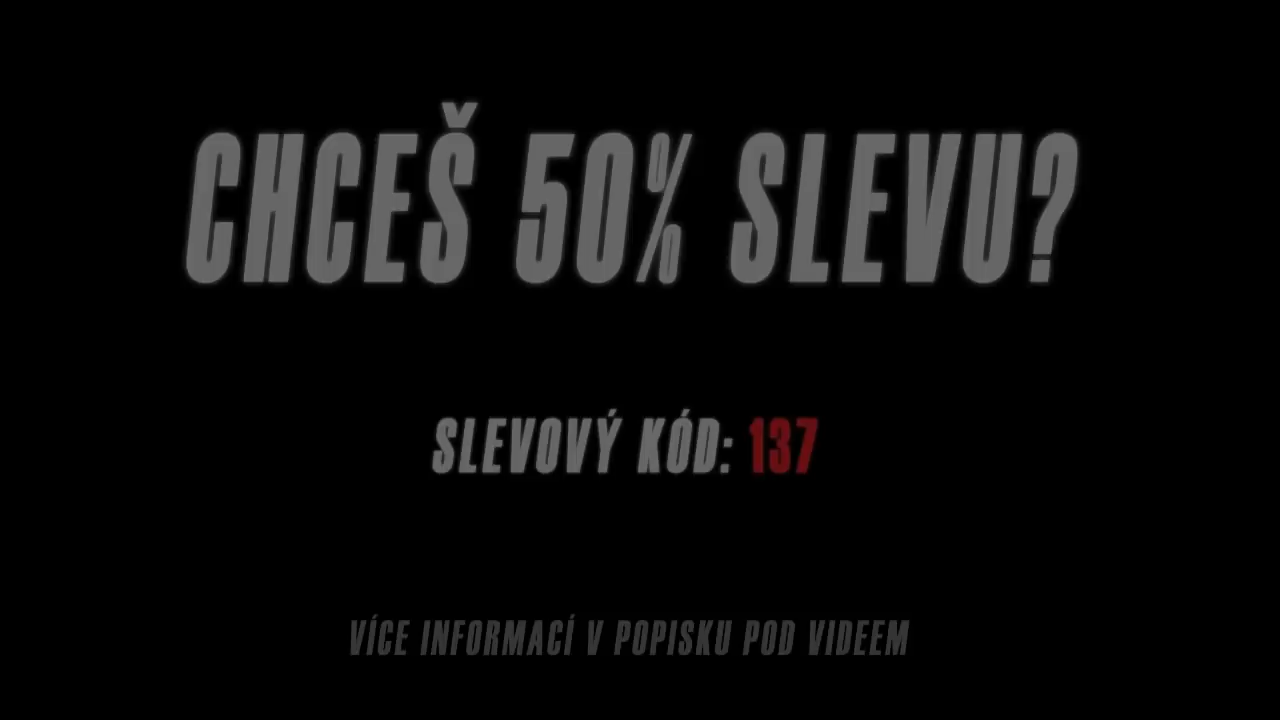 CHCEŠ 50% SLEVU?
SLEVOVÝ KÓD: 137
VÍCE INFORMACÍ V POPISKU POD VIDEEM